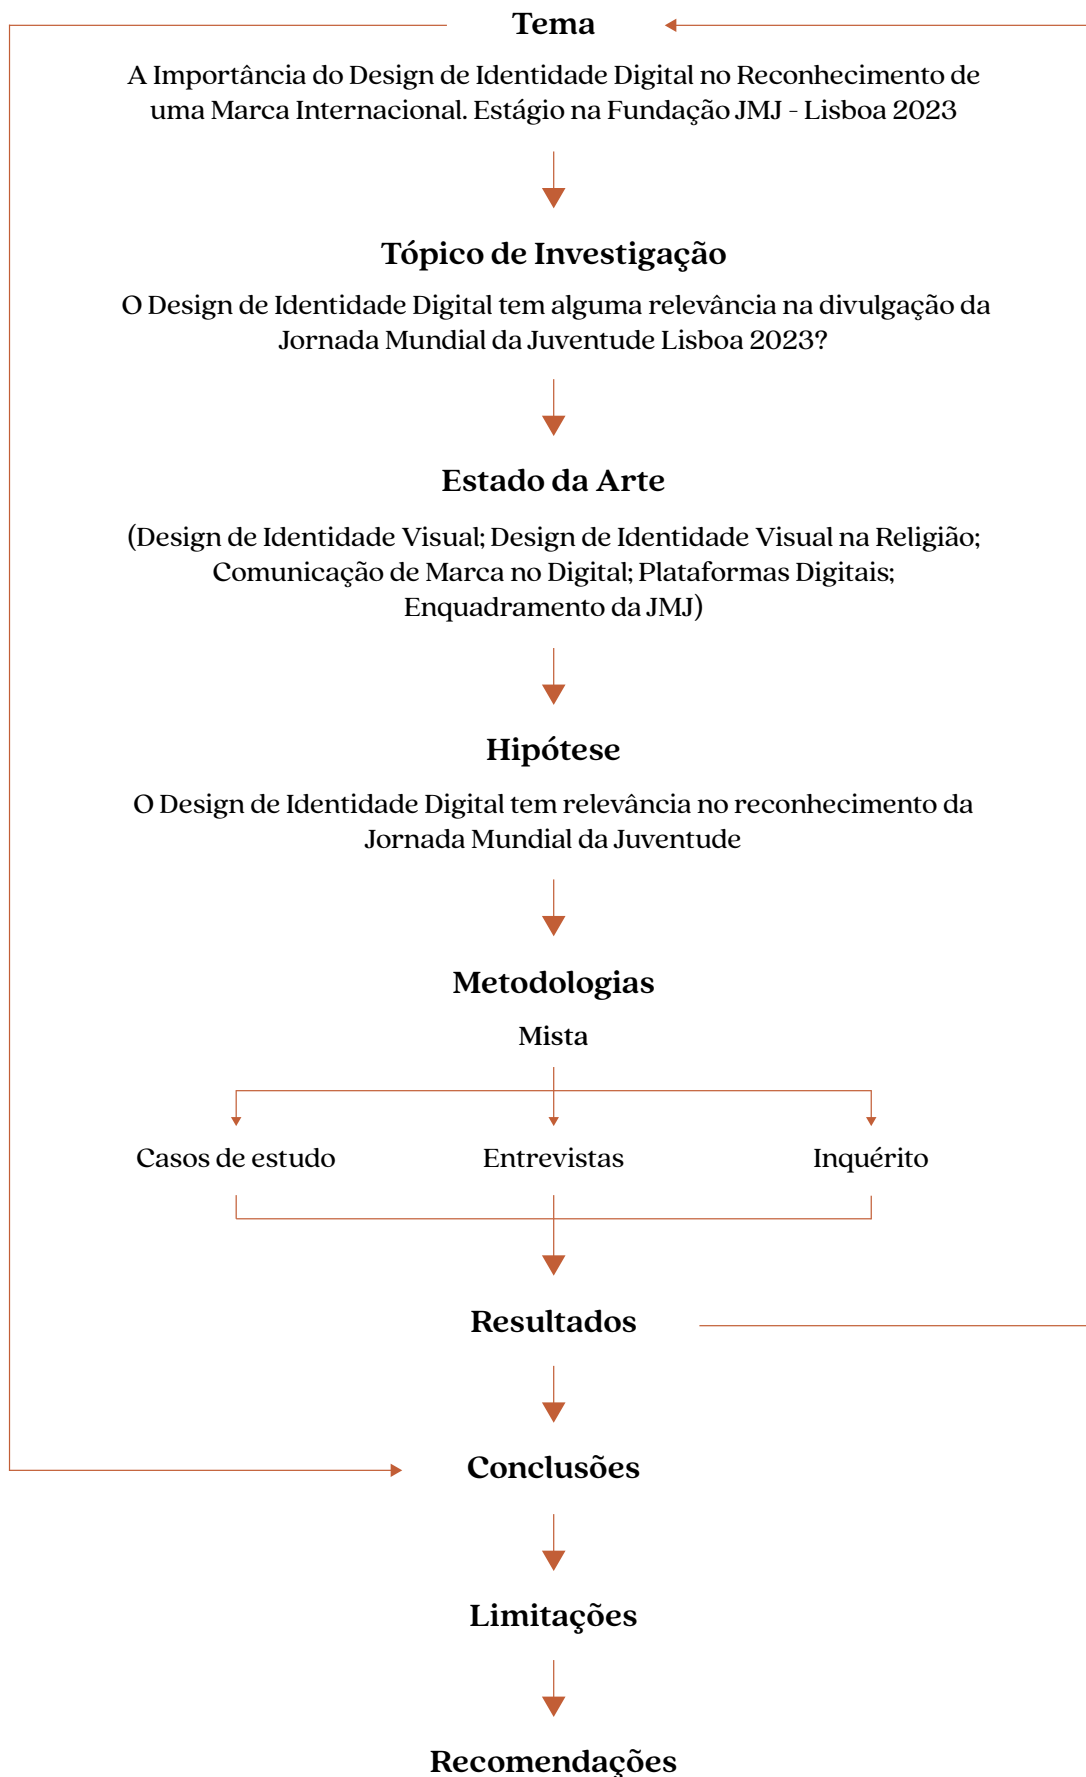 Tema
A Importância do Design de Identidade Digital no Reconhecimento de
uma Marca Internacional. Estágio na Fundação JMJ - Lisboa 2023
Tópico de Investigação
O Design de Identidade Digital tem alguma relevância na divulgação da
Jornada Mundial da Juventude Lisboa 2023?
Estado da Arte
(Design de Identidade Visual; Design de Identidade Visual na Religião;
Comunicação de Marca no Digital; Plataformas Digitais;
Enquadramento da JMJ)
Hipótese
O Design de Identidade Digital tem relevância no reconhecimento da
Jornada Mundial da Juventude
Metodologias
Mista
Casos de estudo Entrevistas Inquérito
Resultados
Conclusões
Limitações
Recomendações